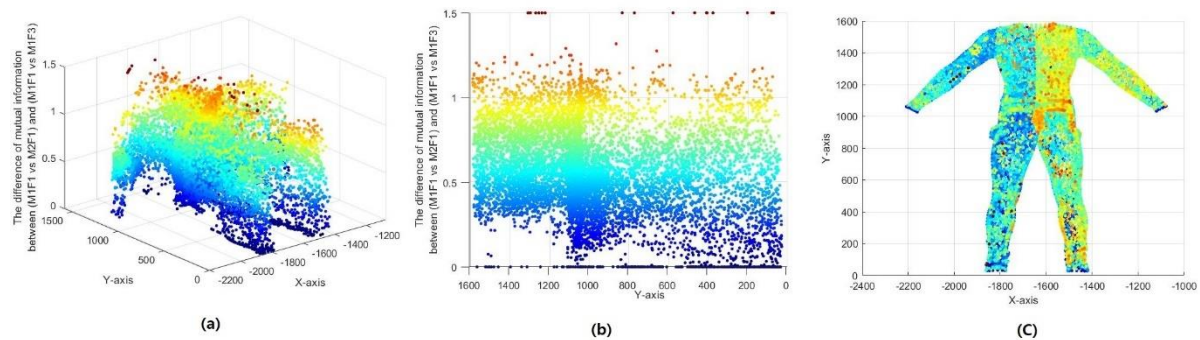 The difference of mutual information
between (M1F1 vs M2F1) and (M1F1 vs M1F3)
1.5
1
0.5
0
1500
1000
500
0
Y-axis
-2200
-2000
-1800
-1600
-1400
-1200
X-axis
(a)
The difference of mutual information
between (M1F1 vs M2F1) and (M1F1 vs M1F3)
1.5
1
0.5
0
1600 1400 1200 1000 800 600 400 200 0
Y-axis
(b)
Y-axis
1600
1400
1200
1000
800
600
400
200
0
-2400 -2200 -2000 -1800 -1600 -1400 -1200 -1000
X-axis
(C)